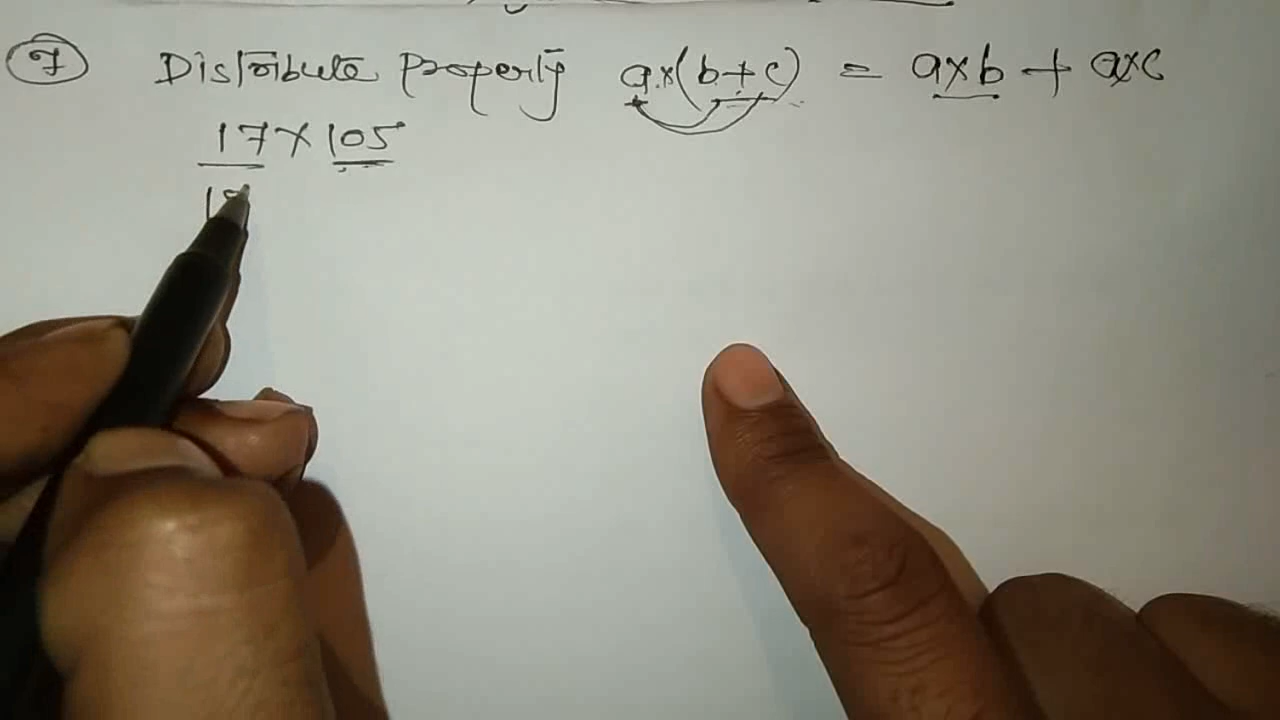 7 Distribute Property a×(b+c) = a×b + a×c
17×105